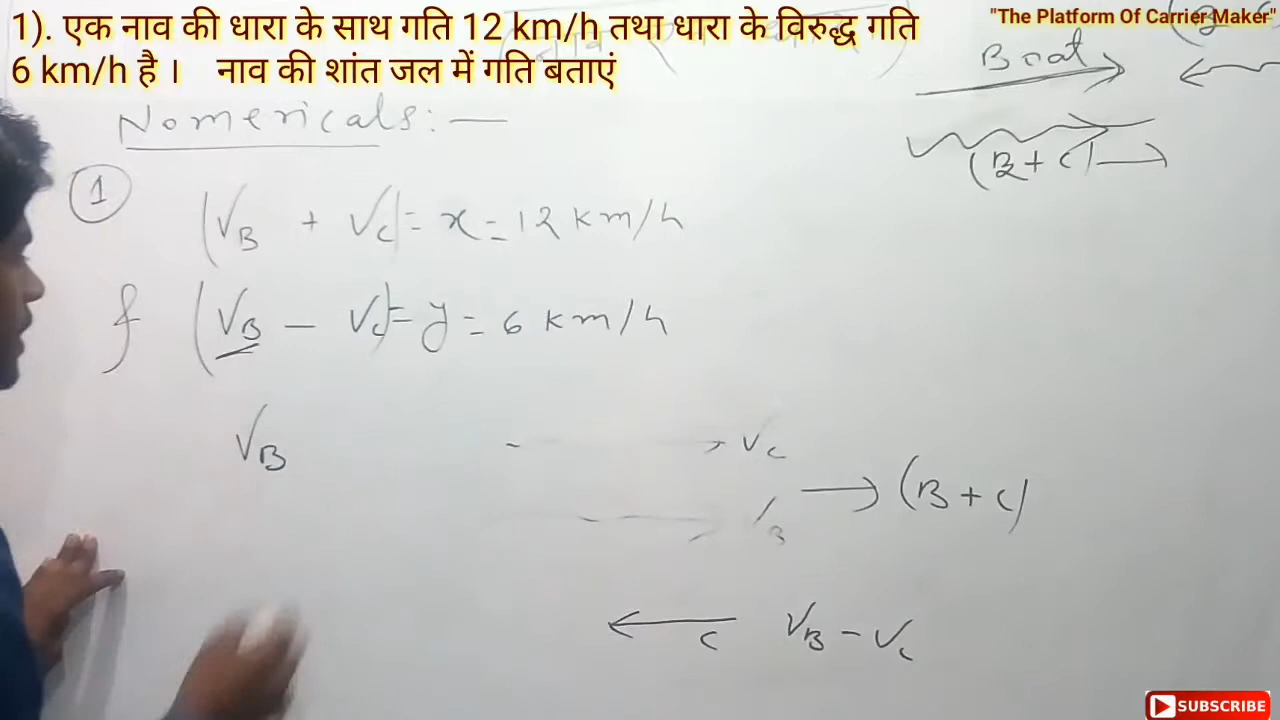 1). एक नाव की धारा के साथ गति 12 km/h तथा धारा के विरुद्ध गति
6 km/h है ।    नाव की शांत जल में गति बताएं
"The Platform Of Carrier Maker"
Boat
(B + C)
Nomericals: —
1
(VB + VC) = x = 12 km/h
f (VB — VC) = y = 6 km/h
VB
VC
VB
(B + C)
C VB - VC
SUBSCRIBE